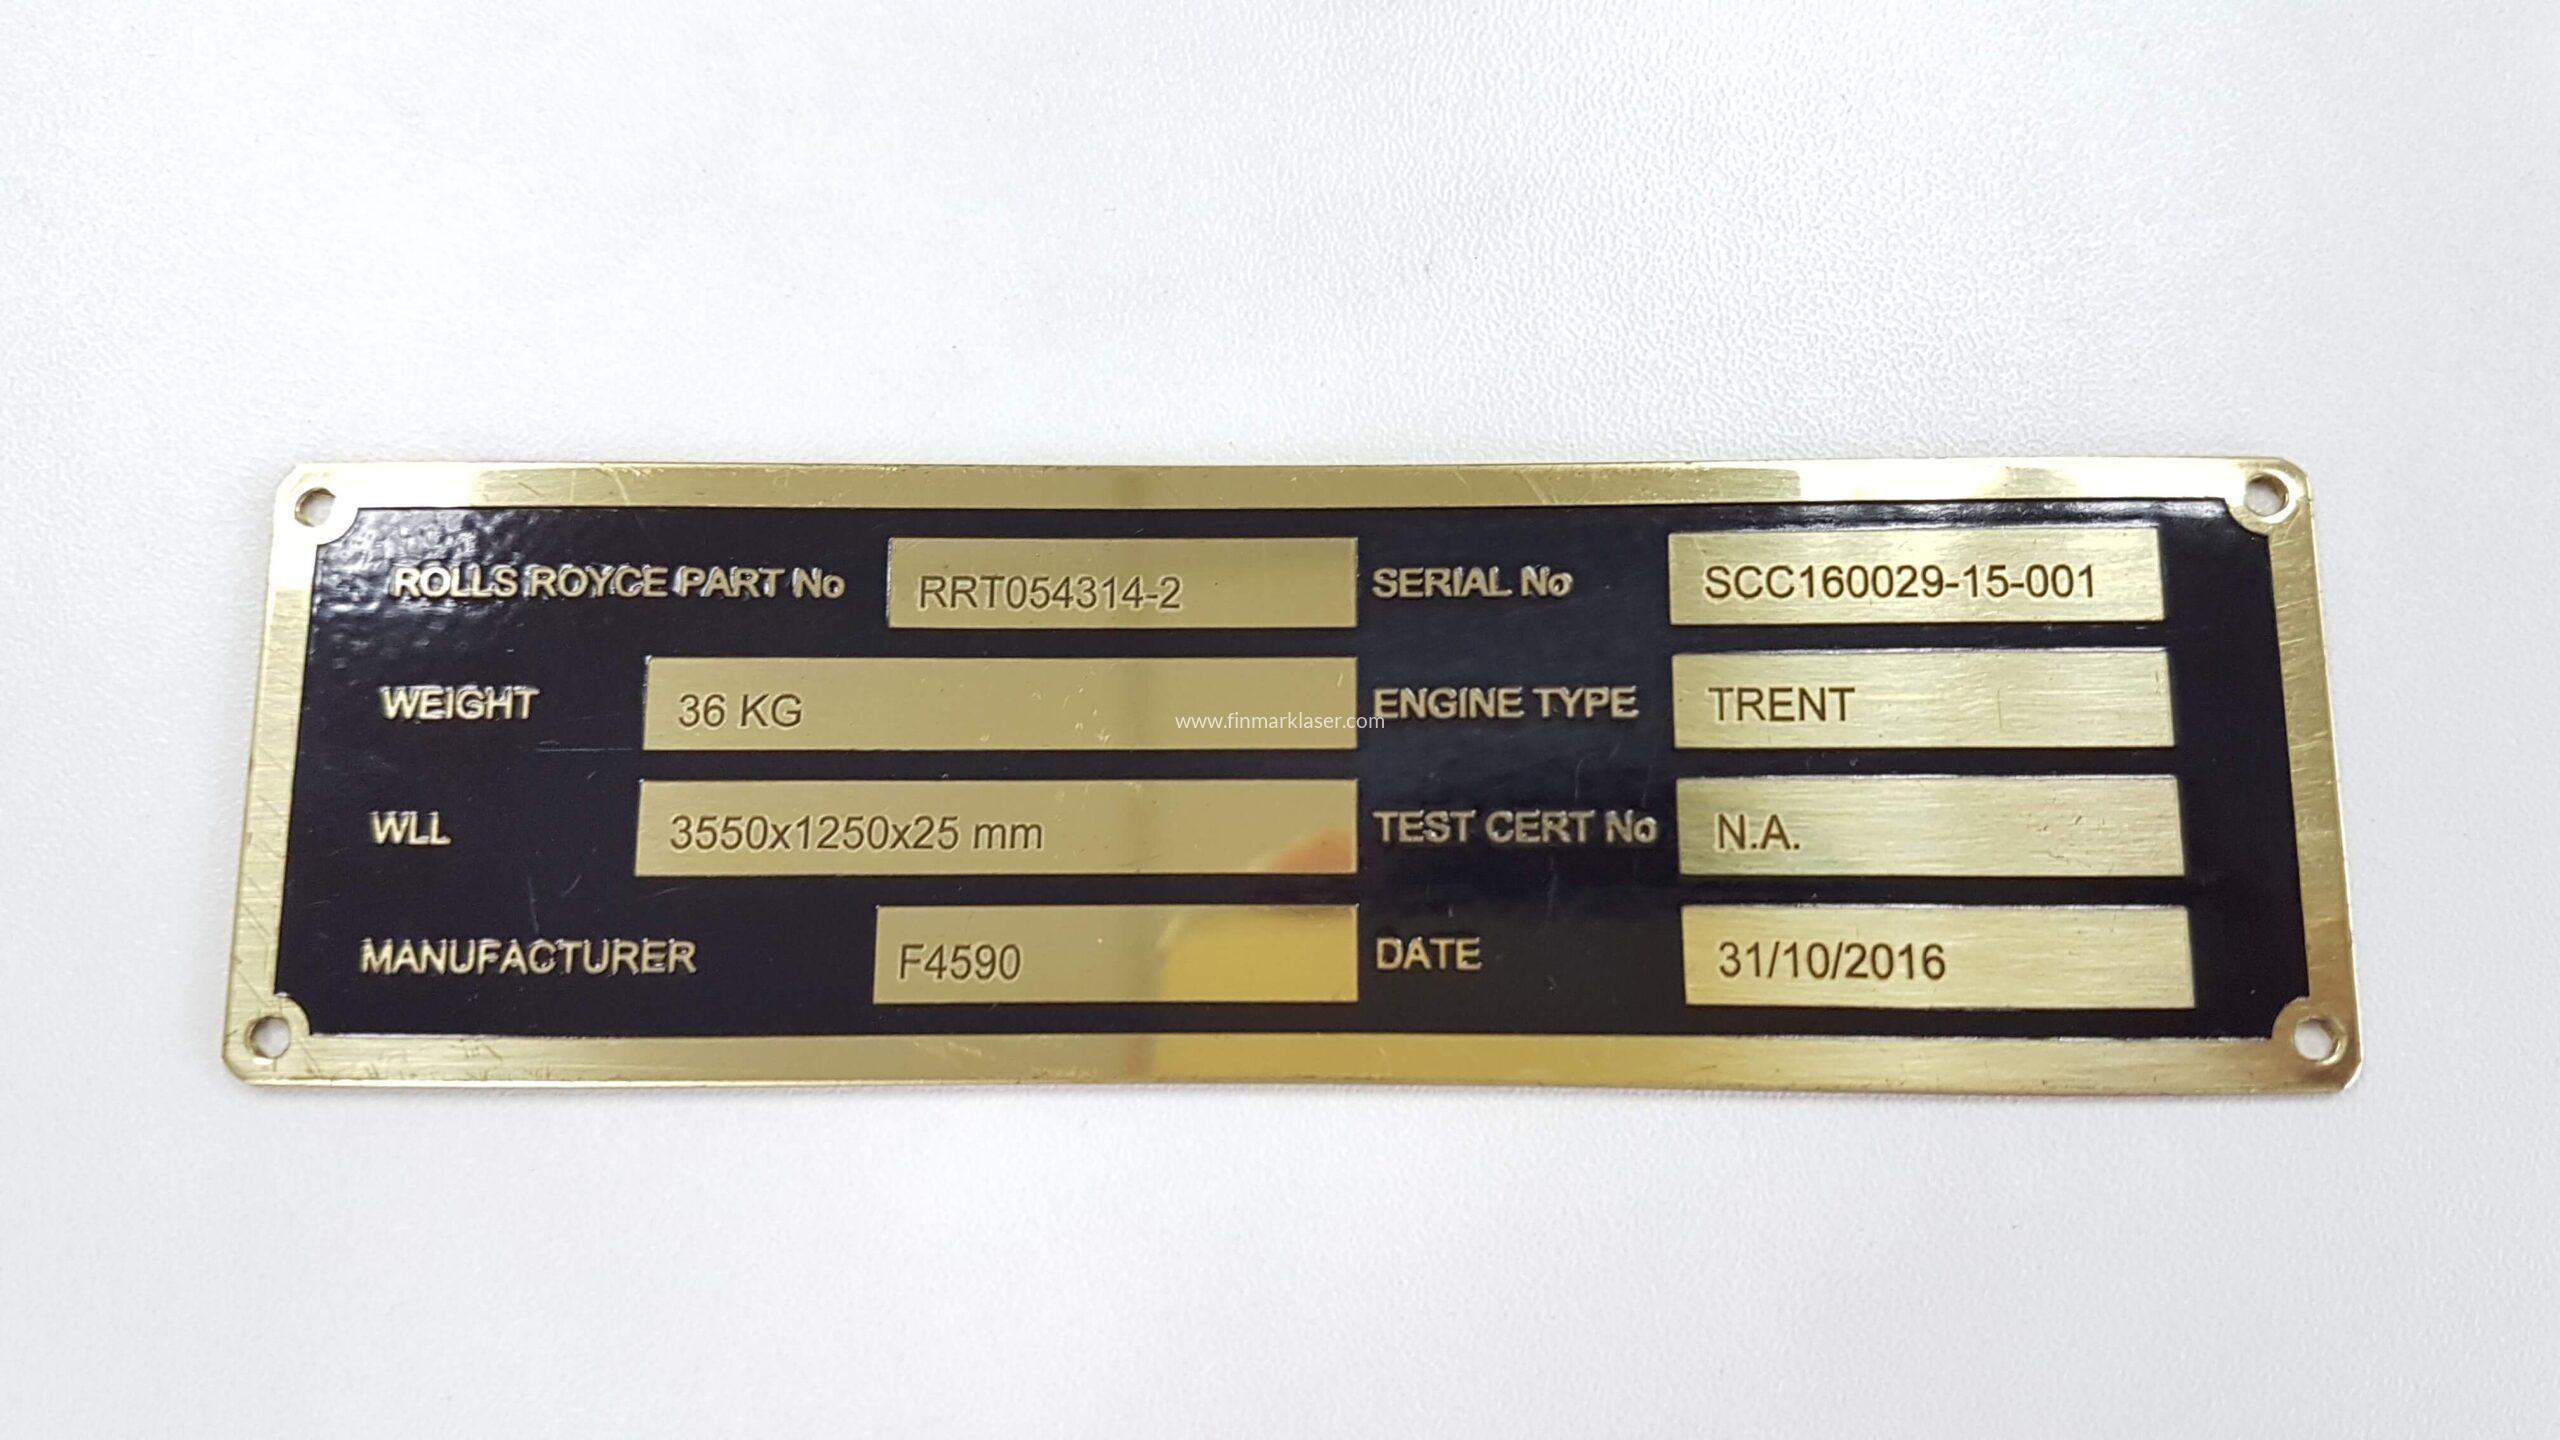 ROLLS ROYCE PART No RRT054314-2 SERIAL No SCC160029-15-001
WEIGHT 36 KG ENGINE TYPE TRENT
www.finmarklaser.com
WLL 3550x1250x25 mm TEST CERT No N.A.
MANUFACTURER F4590 DATE 31/10/2016